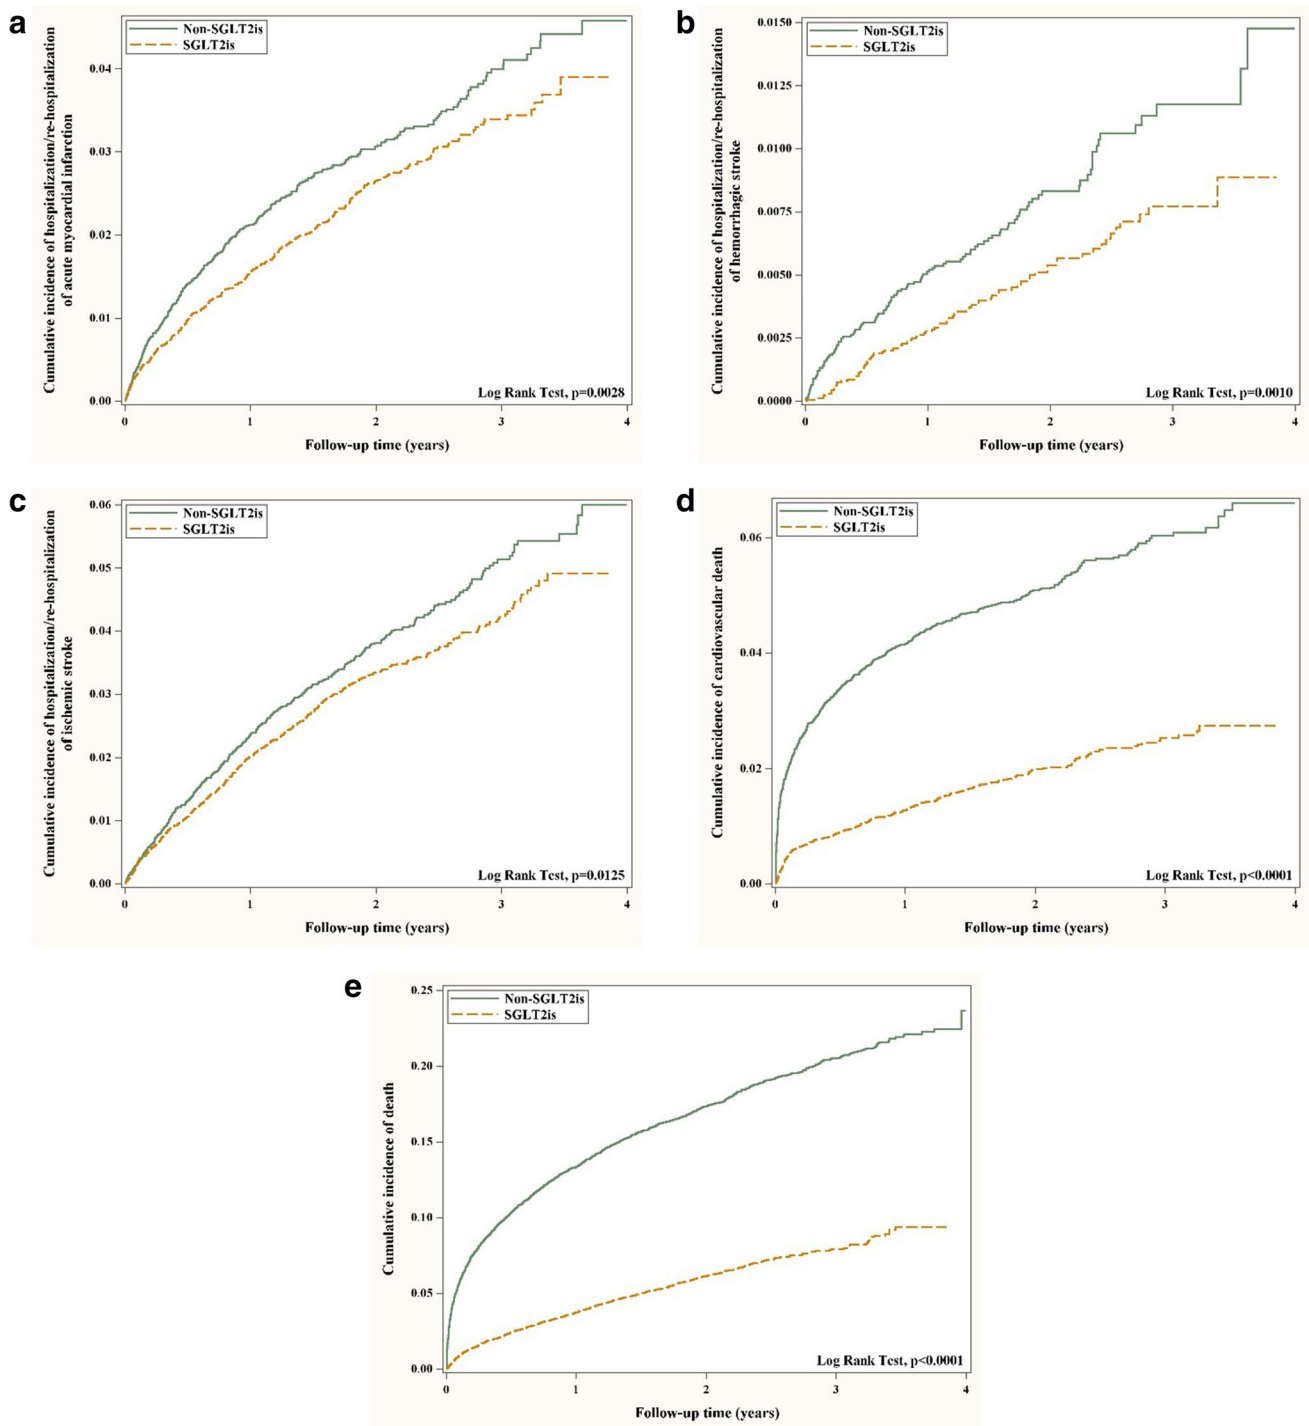 a
Cumulative incidence of hospitalization/re-hospitalization
of acute myocardial infarction
Non-SGLT2is
SGLT2is
0.04
0.03
0.02
0.01
0.00
Log Rank Test, p=0.0028
0 1 2 3 4
Follow-up time (years)
b
Cumulative incidence of hospitalization/re-hospitalization
of hemorrhagic stroke
Non-SGLT2is
SGLT2is
0.0150
0.0125
0.0100
0.0075
0.0050
0.0025
0.0000
Log Rank Test, p=0.0010
0 1 2 3 4
Follow-up time (years)
c
Cumulative incidence of hospitalization/re-hospitalization
of ischemic stroke
Non-SGLT2is
SGLT2is
0.06
0.05
0.04
0.03
0.02
0.01
0.00
Log Rank Test, p=0.0125
0 1 2 3 4
Follow-up time (years)
d
Cumulative incidence of cardiovascular death
Non-SGLT2is
SGLT2is
0.06
0.04
0.02
0.00
Log Rank Test, p<0.0001
0 1 2 3 4
Follow-up time (years)
e
Cumulative incidence of death
Non-SGLT2is
SGLT2is
0.25
0.20
0.15
0.10
0.05
0.00
Log Rank Test, p<0.0001
0 1 2 3 4
Follow-up time (years)